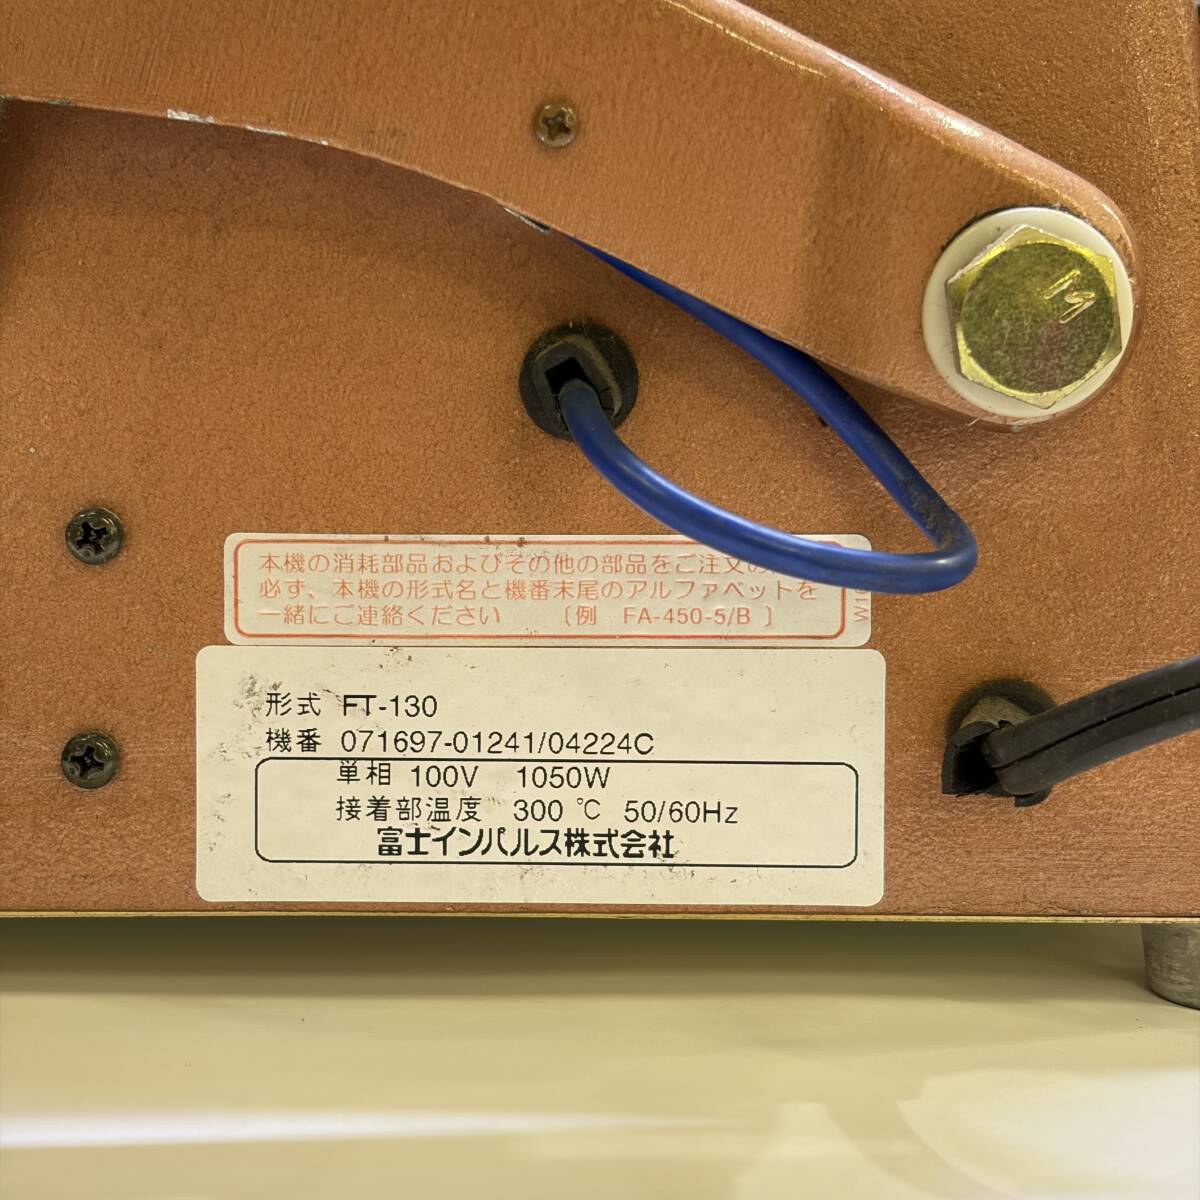 本機の消耗部品およびその他の部品をご注文の
必ず、本機の形式名と機番末尾のアルファベットを
一緒にご連絡ください 〔例 FA-450-5/B 〕
W16
形式 FT-130
機番 071697-01241/04224C
単相 100V 1050W
接着部温度 300 ℃ 50/60Hz
富士インパルス株式会社